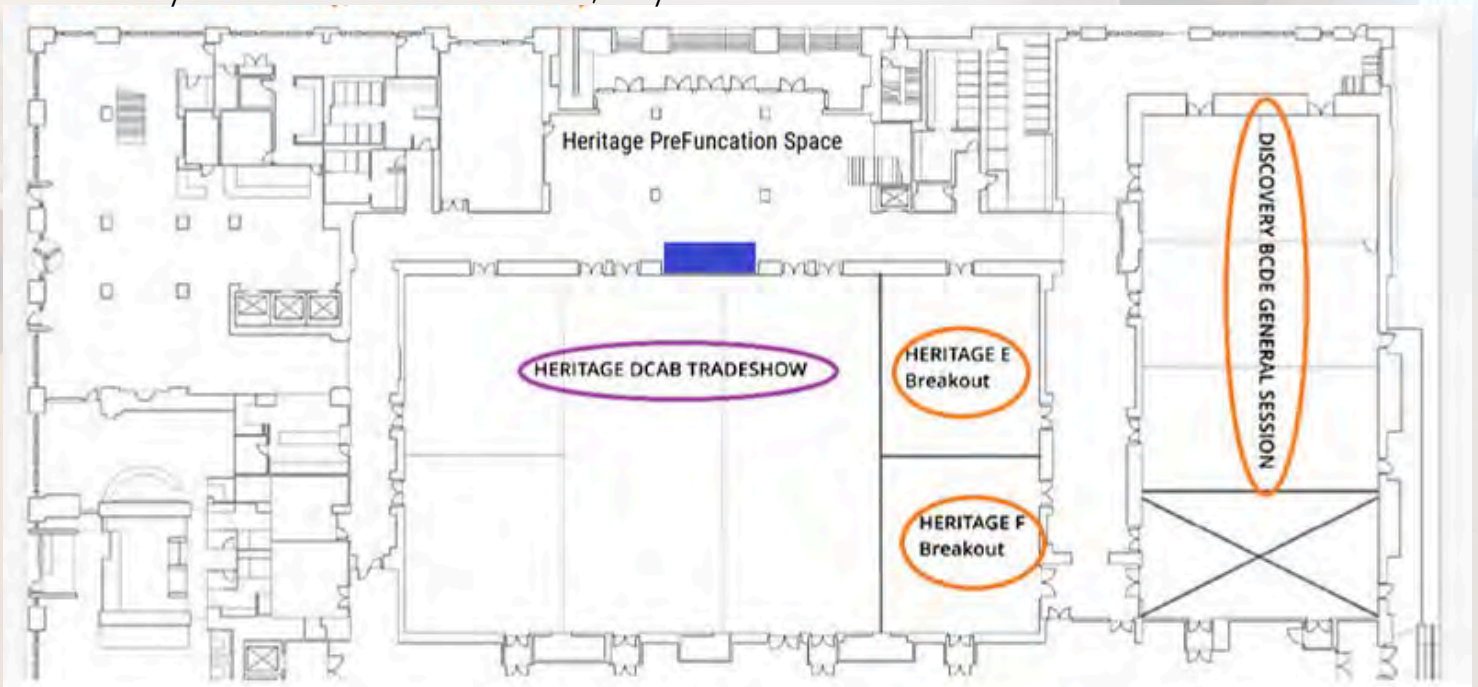 Heritage PreFuncation Space
HERITAGE DCAB TRADESHOW
HERITAGE E
Breakout
HERITAGE F
Breakout
DISCOVERY BCDE GENERAL SESSION